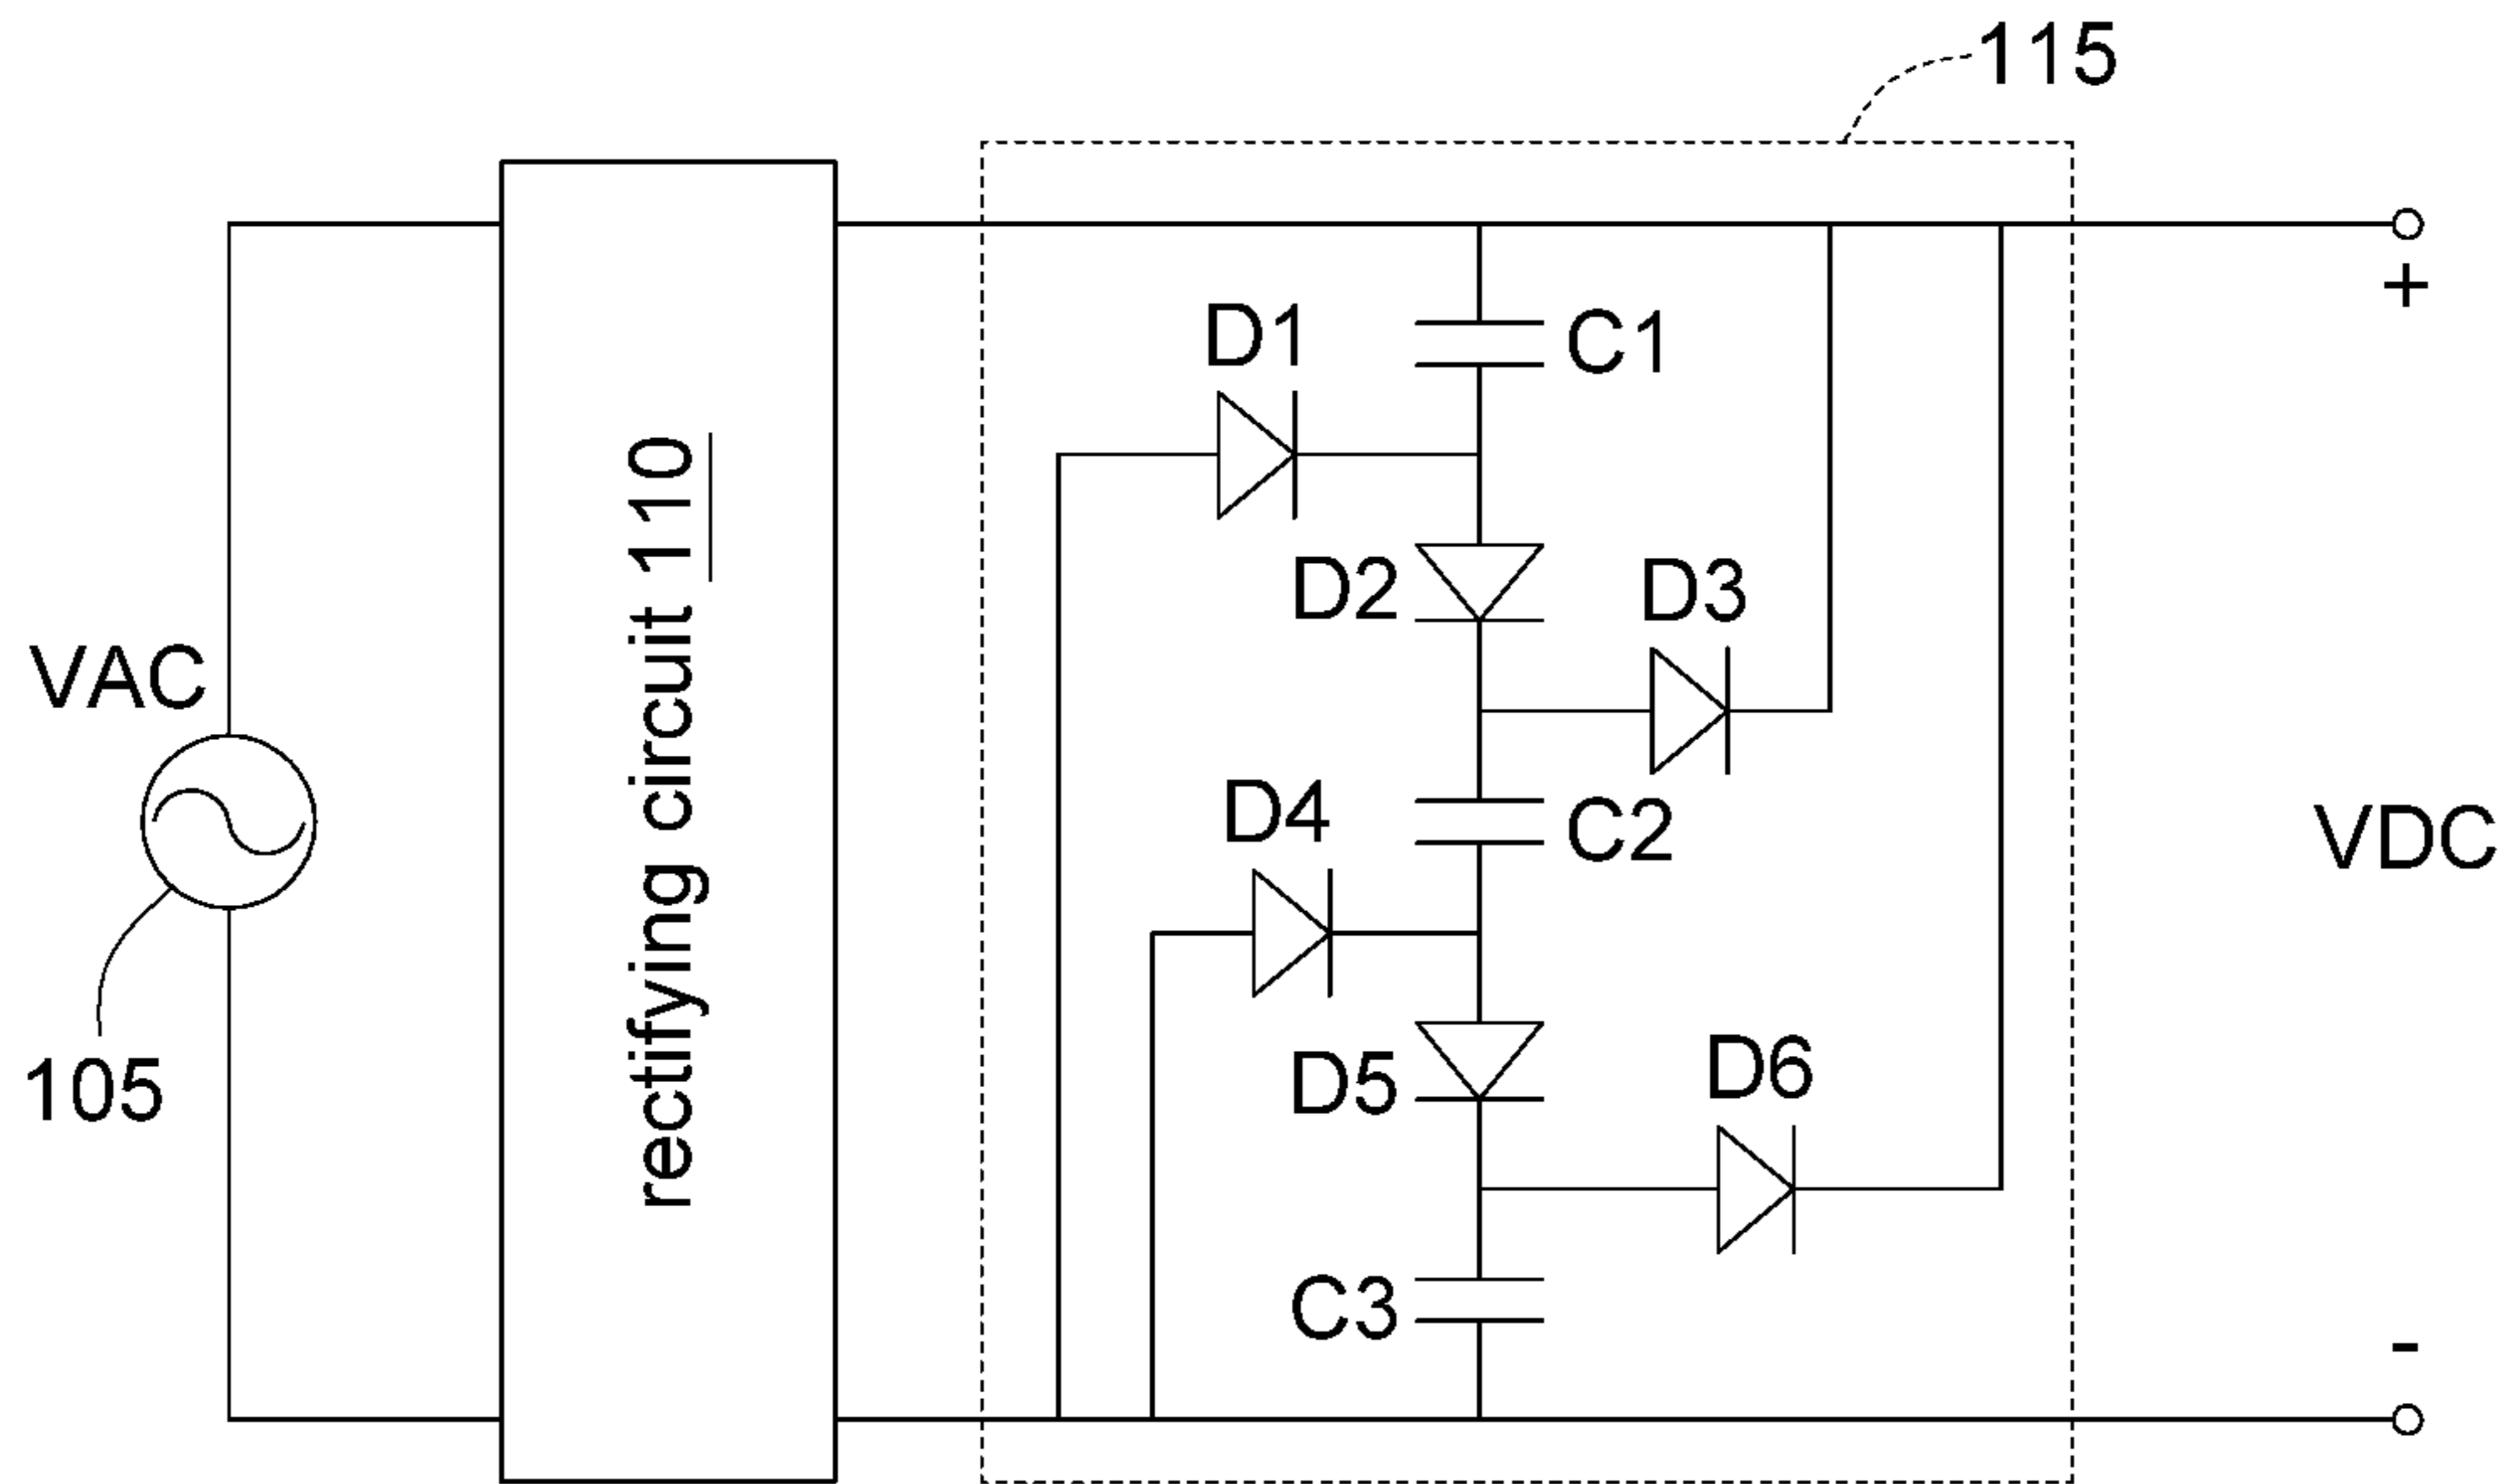 115
D1
C1
+
rectifying circuit 110
D2
D3
VAC
D4
C2
VDC
105
D5
D6
C3
-